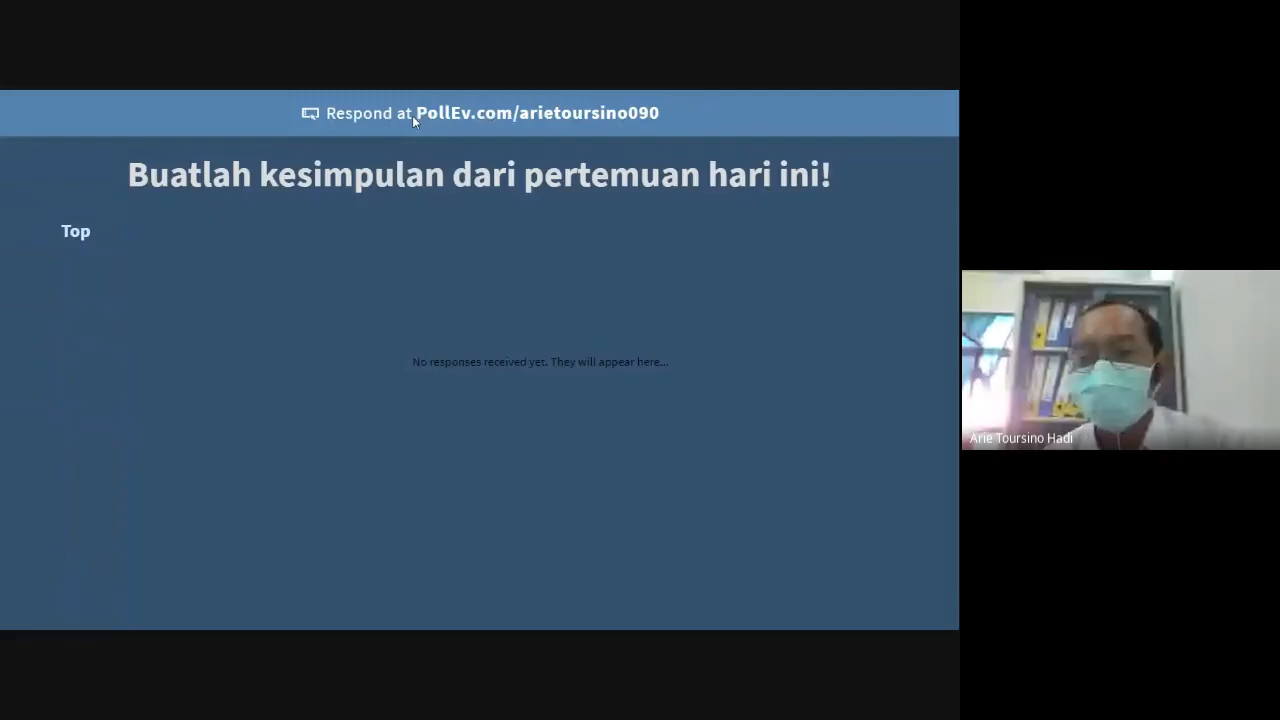 Respond at PollEv.com/arietoursino090
Buatlah kesimpulan dari pertemuan hari ini!
Top
No responses received yet. They will appear here...
Arie Toursino Hadi